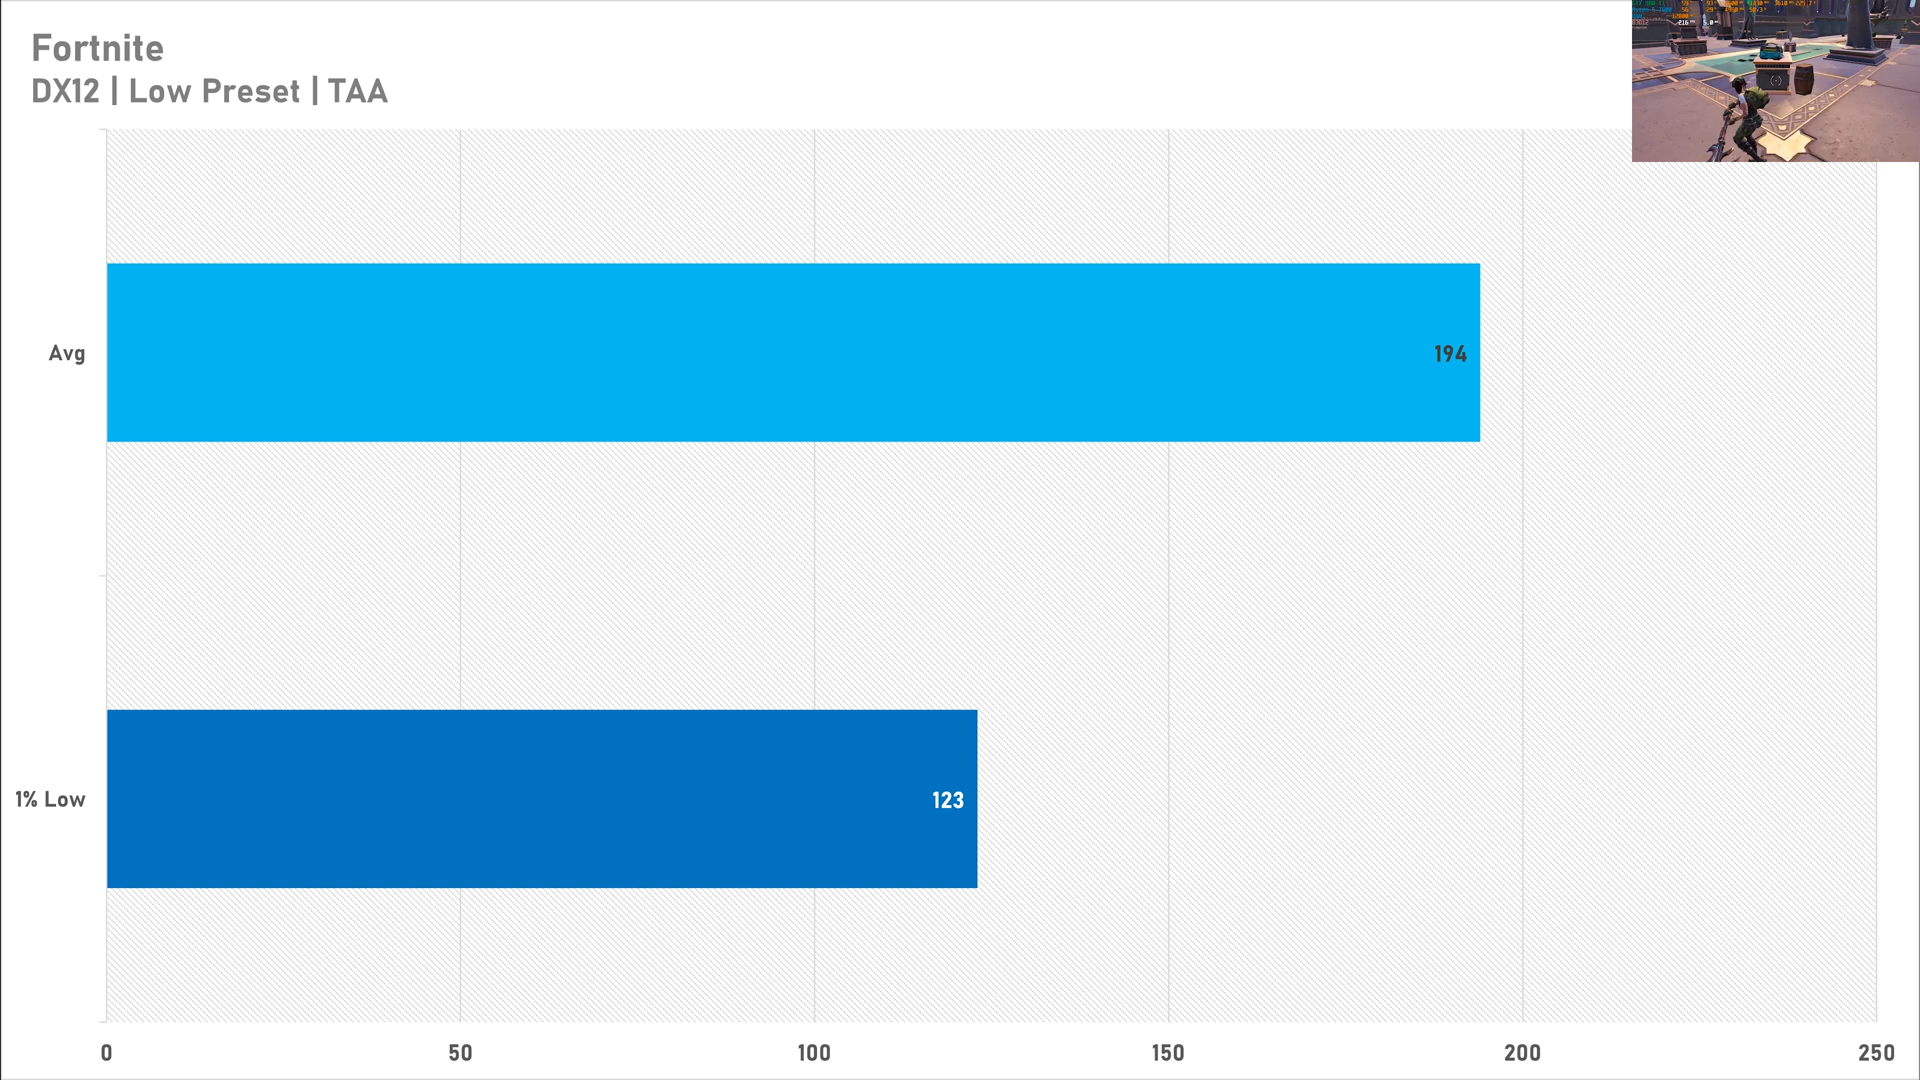 Fortnite
DX12 | Low Preset | TAA
Avg
194
1% Low
123
0 50 100 150 200 250